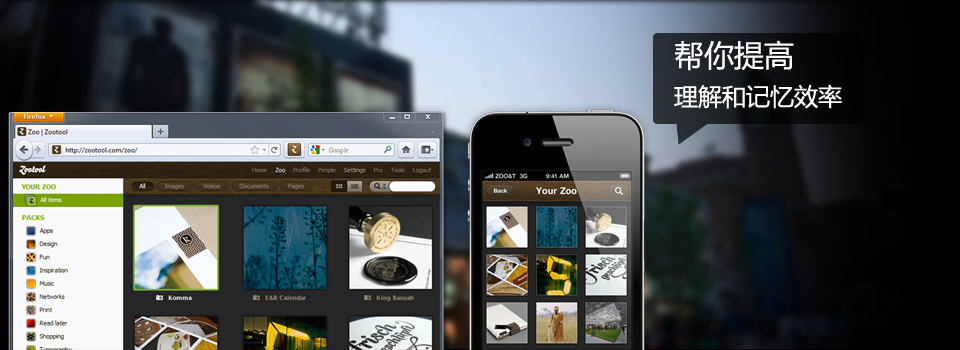 帮你提高
理解和记忆效率
Firefox
Zoo | Zootool
http://zootool.com/zoo/
Google
Zootool
Home Zoo Profile People Settings Pro Tools Logout
YOUR ZOO
All Images Videos Documents Pages
All items
PACKS
Apps
Design
Fun
Inspiration
Music
Networks
Print
Read later
Shopping
Typography
Komma
E&B Calendar ...
King Bansah
Frisch
ZOO&T 3G 9:41 AM
Back Your Zoo
Frisch